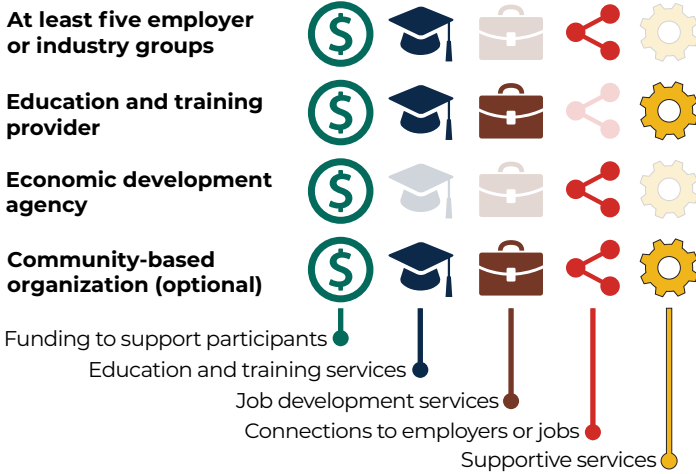 At least five employer
or industry groups
$
Education and training
provider
$
Economic development
agency
$
Community-based
organization (optional)
$
Funding to support participants
Education and training services
Job development services
Connections to employers or jobs
Supportive services